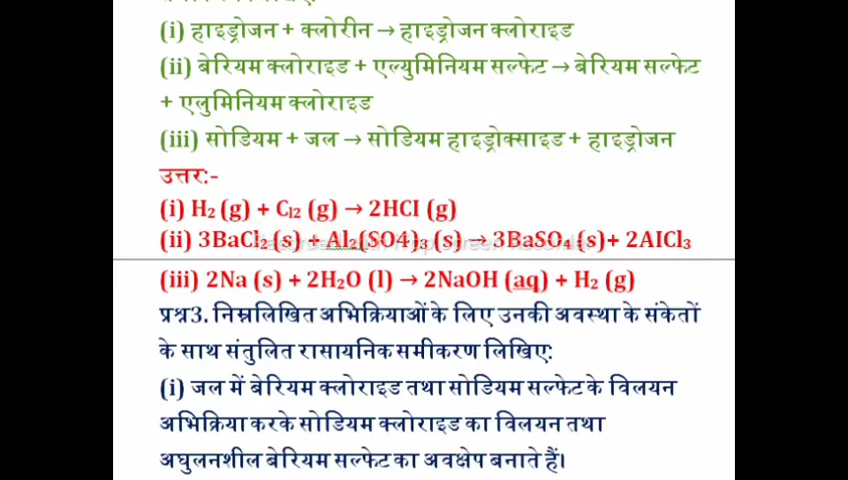 (i) हाइड्रोजन + क्लोरीन → हाइड्रोजन क्लोराइड
(ii) बेरियम क्लोराइड + एल्युमिनियम सल्फेट → बेरियम सल्फेट
+ एलुमिनियम क्लोराइड
(iii) सोडियम + जल → सोडियम हाइड्रोक्साइड + हाइड्रोजन
उत्तर:-
(i) H₂ (g) + Cₗ₂ (g) → 2HCI (g)
(ii) 3BaCl₂ (s) + Al₂(SO4)₃ (s) → 3BaSO₄ (s)+ 2AICl₃
(iii) 2Na (s) + 2H₂O (l) → 2NaOH (aq) + H₂ (g)
प्रश्न3. निम्नलिखित अभिक्रियाओं के लिए उनकी अवस्था के संकेतों
के साथ संतुलित रासायनिक समीकरण लिखिए:
(i) जल में बेरियम क्लोराइड तथा सोडियम सल्फेट के विलयन
अभिक्रिया करके सोडियम क्लोराइड का विलयन तथा
अघुलनशील बेरियम सल्फेट का अवक्षेप बनाते हैं।